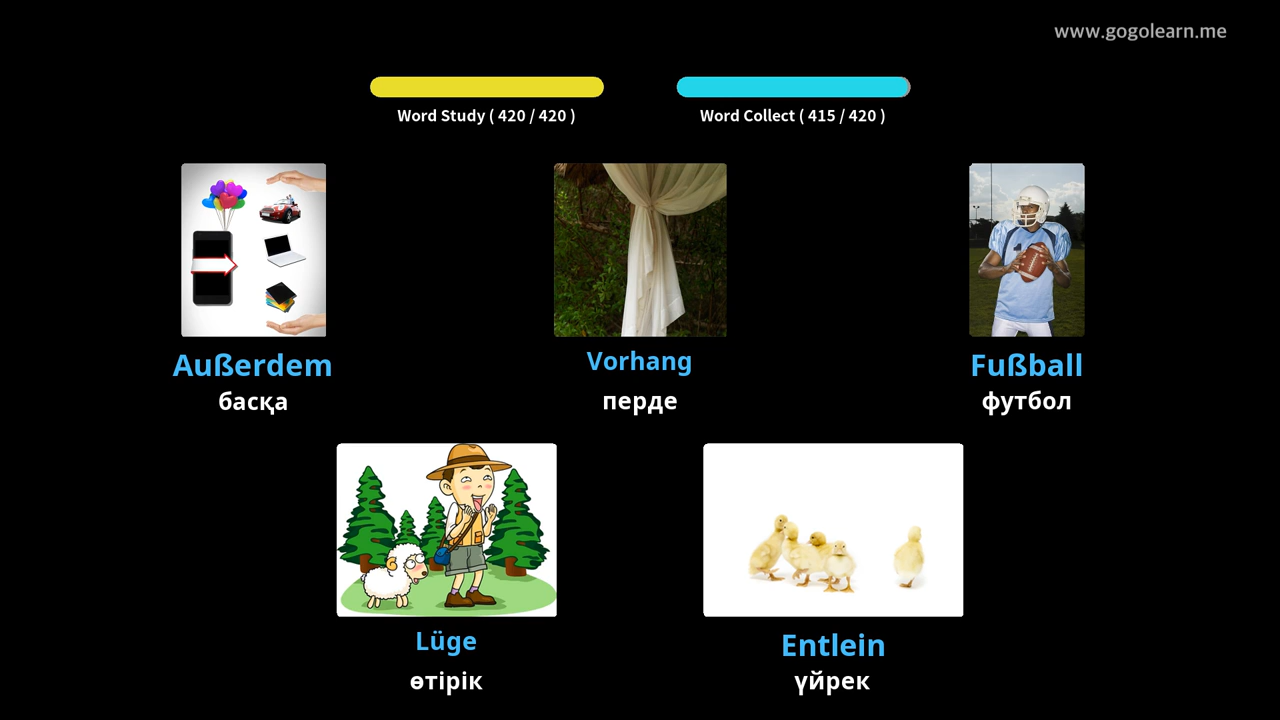 www.gogolearn.me
Word Study ( 420 / 420 )
Word Collect ( 415 / 420 )
Außerdem
басқа
Vorhang
перде
Fußball
футбол
Lüge
өтірік
Entlein
үйрек